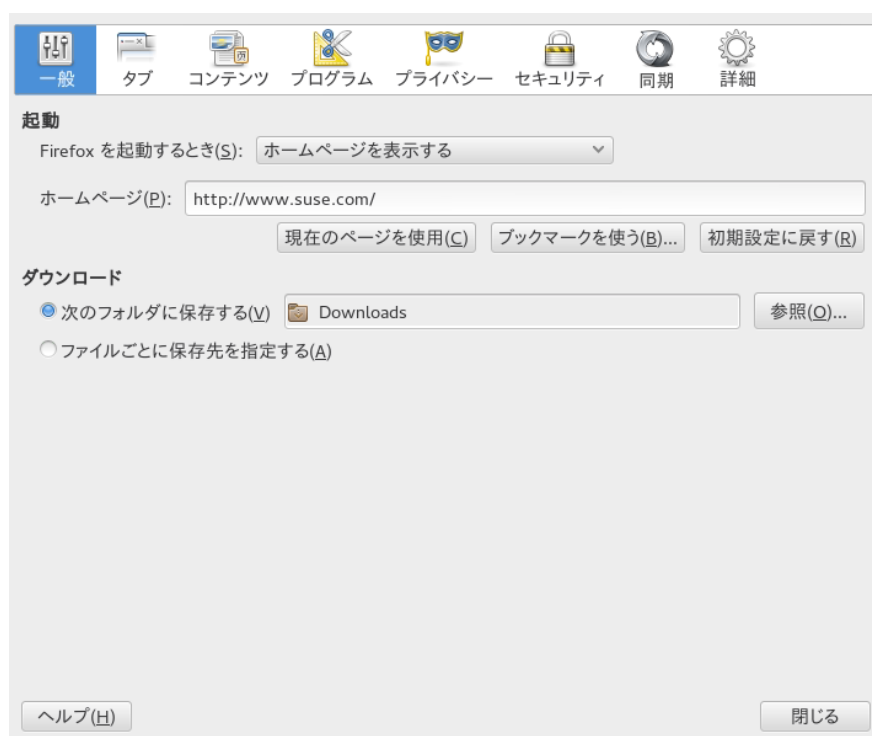 一般 タブ コンテンツ プログラム プライバシー セキュリティ 同期 詳細
起動
Firefox を起動するとき(S): ホームページを表示する
ホームページ(P): http://www.suse.com/
現在のページを使用(C) ブックマークを使う(B)... 初期設定に戻す(R)
ダウンロード
次のフォルダに保存する(V) Downloads 参照(O)...
ファイルごとに保存先を指定する(A)
ヘルプ(H) 閉じる